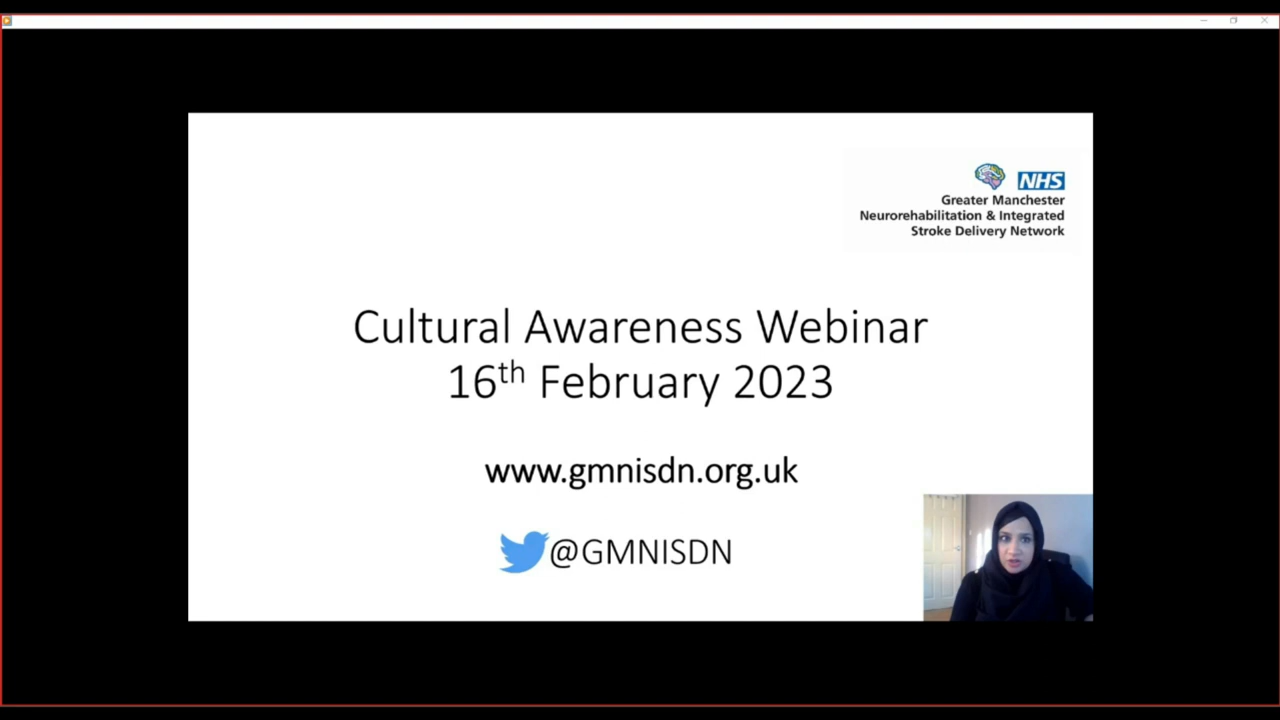 NHS
Greater Manchester
Neurorehabilitation & Integrated
Stroke Delivery Network
Cultural Awareness Webinar
16th February 2023
www.gmnisdn.org.uk
@GMNISDN